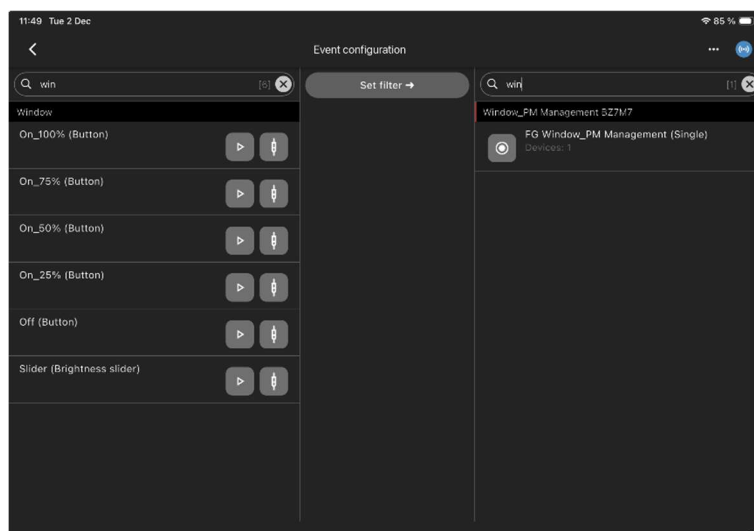 11:49 Tue 2 Dec
85 %
Event configuration
win
[6]
Set filter →
win
[1]
Window
Window_PM Management BZ7M7
On_100% (Button)
FG Window_PM Management (Single)
Devices: 1
On_75% (Button)
On_50% (Button)
On_25% (Button)
Off (Button)
Slider (Brightness slider)